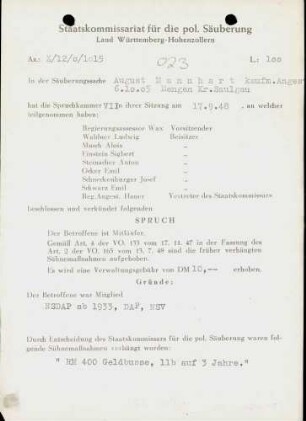 Staatskommissariat für die pol. Säuberung
Land Württemberg-Hohenzollern
Az: K/12/u/1419 L: 100
023
In der Säuberungssache August Mannhart kaufm.Angest
6.10.05 Mengen Kr.Saulgau
hat die Spruchkammer VII in ihrer Sitzung am 17.9.48 , an welcher
teilgenommen haben:
Regierungsassessor Wax Vorsitzender
Walther Ludwig Beisitzer
Munk Alois „
Einstein Sigbert „
Steinacher Anton „
Ocker Emil „
Schneckenburger Josef „
Schwarz Emil „
Reg.Angest. Hanny Vertreter des Staatskommissars
beschlossen und verkündet folgenden
SPRUCH
Der Betroffene ist Mitläufer.
Gemäß Art. 4 der VO. 133 vom 17. 11. 47 in der Fassung des
Art. 2 der VO. 165 vom 13. 7. 48 sind die früher verhängten
Sühnemaßnahmen aufgehoben.
Es wird eine Verwaltungsgebühr von DM 10,-- erhoben.
Gründe:
Der Betroffene war Mitglied
NSDAP ab 1933, DAF, NSV
Durch Entscheidung des Staatskommissars für die pol. Säuberung waren fol-
gende Sühnemaßnahmen verhängt worden:
" RM 400 Geldbusse, 11b auf 3 Jahre."